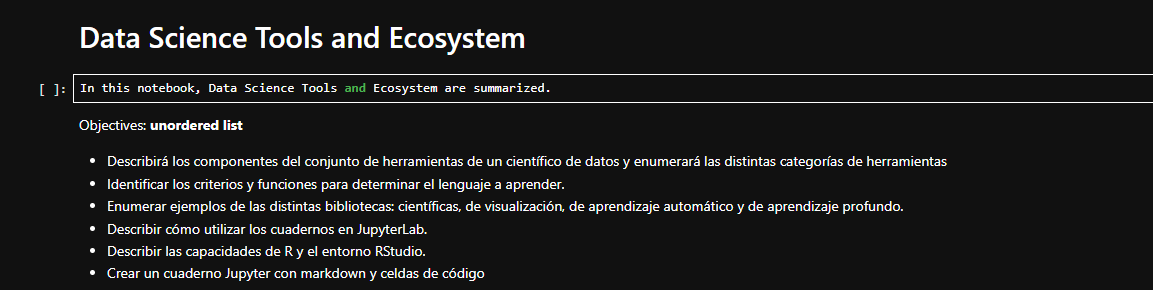 Data Science Tools and Ecosystem
[ ]: In this notebook, Data Science Tools and Ecosystem are summarized.
Objectives: unordered list
• Describirá los componentes del conjunto de herramientas de un científico de datos y enumerará las distintas categorías de herramientas
• Identificar los criterios y funciones para determinar el lenguaje a aprender.
• Enumerar ejemplos de las distintas bibliotecas: científicas, de visualización, de aprendizaje automático y de aprendizaje profundo.
• Describir cómo utilizar los cuadernos en JupyterLab.
• Describir las capacidades de R y el entorno RStudio.
• Crear un cuaderno Jupyter con markdown y celdas de código